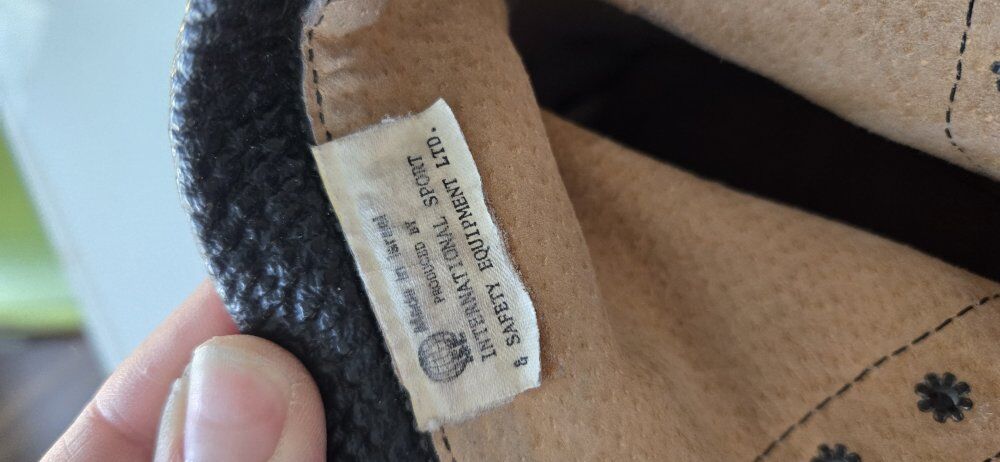 Made in Israel
PRODUCED BY
INTERNATIONAL SPORT
& SAFETY EQUIPMENT LTD.